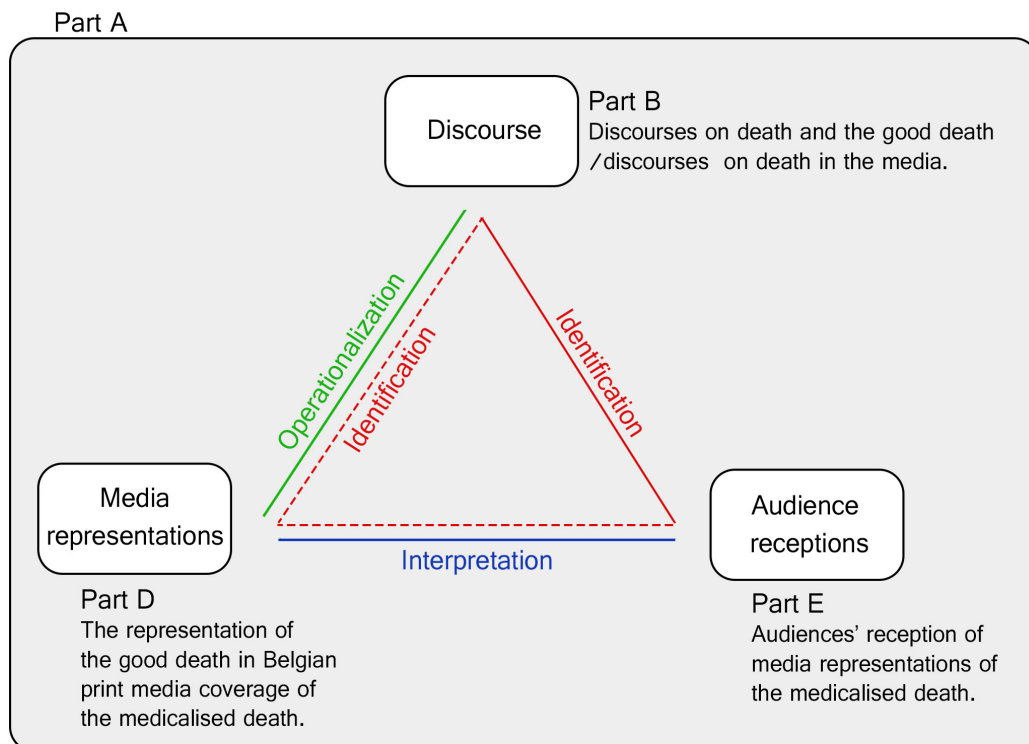 Part A
Discourse
Part B
Discourses on death and the good death
/discourses on death in the media.
Operationalization
Identification
Identification
Media
representations
Interpretation
Audience
receptions
Part D
The representation of
the good death in Belgian
print media coverage of
the medicalised death.
Part E
Audiences’ reception of
media representations of
the medicalised death.